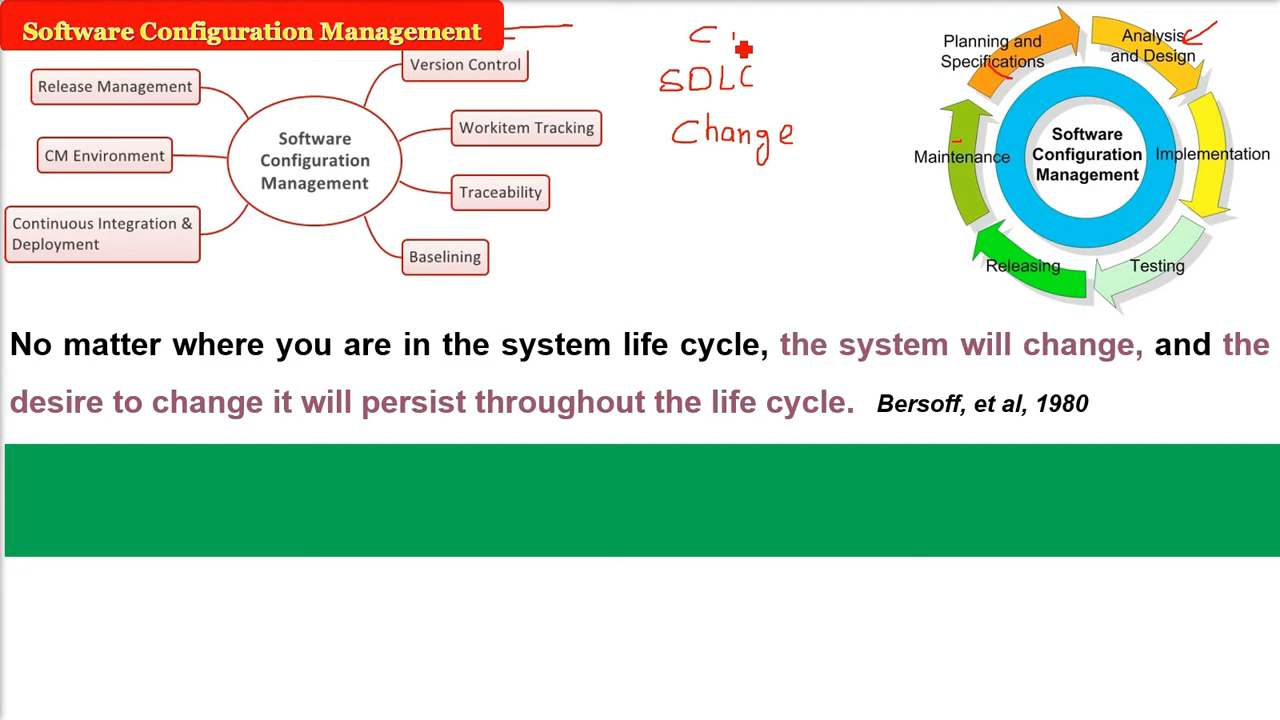 Software Configuration Management
Release Management
CM Environment
Continuous Integration &
Deployment
Software
Configuration
Management
Version Control
Workitem Tracking
Traceability
Baselining
C
SDLC
Change
Planning and
Specifications
Analysis
and Design
Implementation
Testing
Releasing
Maintenance
Software
Configuration
Management
No matter where you are in the system life cycle, the system will change, and the
desire to change it will persist throughout the life cycle. Bersoff, et al, 1980